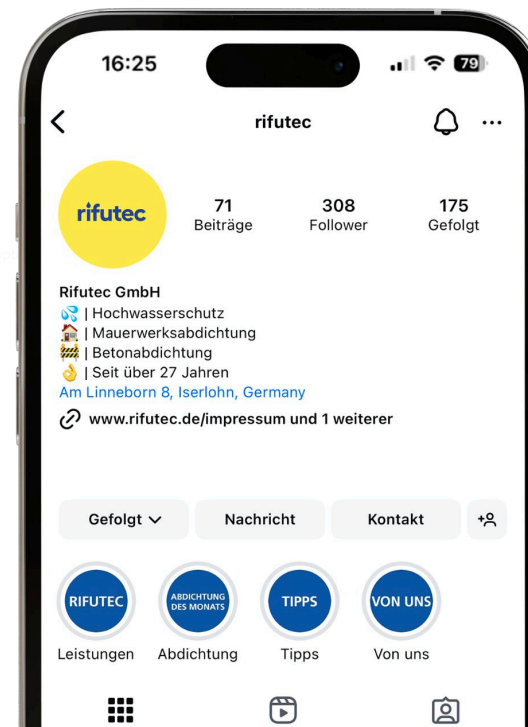 16:25
79
rifutec
rifutec
71
Beiträge
308
Follower
175
Gefolgt
Rifutec GmbH
💦 | Hochwasserschutz
🏠 | Mauerwerksabdichtung
🚧 | Betonabdichtung
👌 | Seit über 27 Jahren
Am Linneborn 8, Iserlohn, Germany
www.rifutec.de/impressum und 1 weiterer
Gefolgt
Nachricht
Kontakt
RIFUTEC
ABDICHTUNG
DES MONATS
TIPPS
VON UNS
Leistungen
Abdichtung
Tipps
Von uns